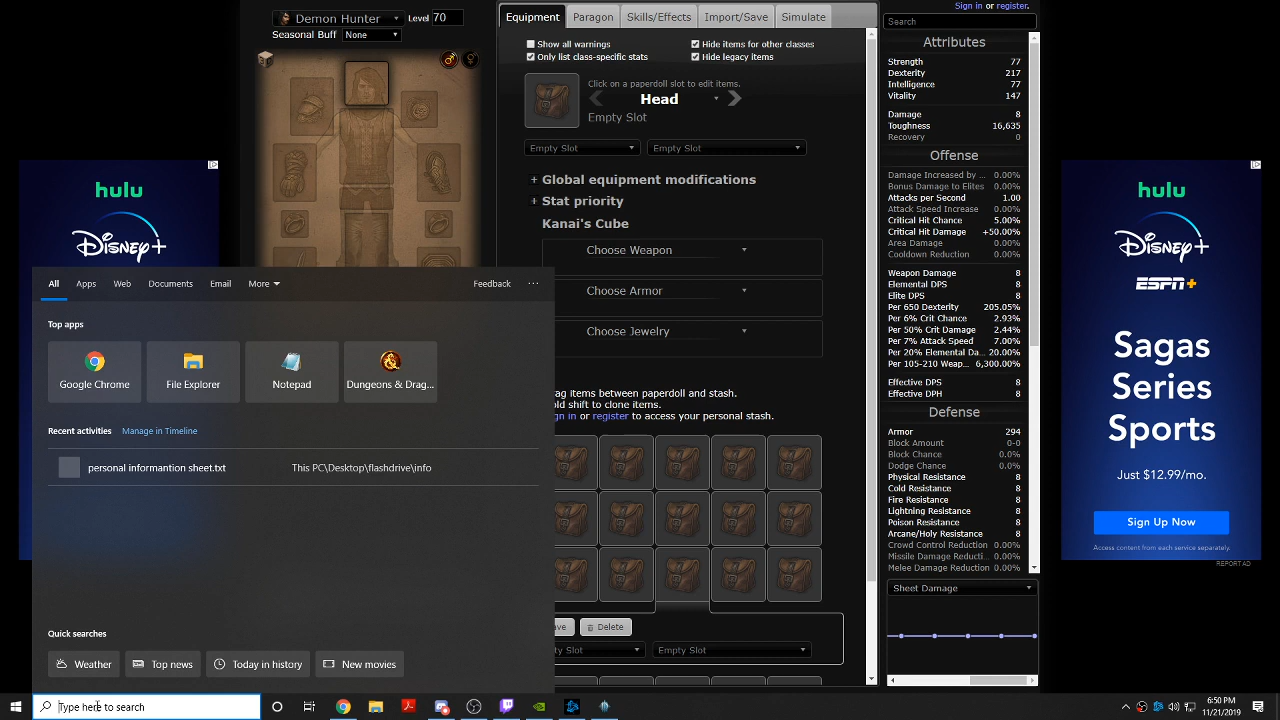 Demon Hunter
Level 70
Seasonal Buff None
Equipment
Paragon
Skills/Effects
Import/Save
Simulate
Sign in or register.
Search
Show all warnings
Only list class-specific stats
Hide items for other classes
Hide legacy items
Click on a paperdoll slot to edit items.
Head
Empty Slot
Empty Slot
Empty Slot
Global equipment modifications
Stat priority
Kanai's Cube
Choose Weapon
Choose Armor
Choose Jewelry
ag items between paperdoll and stash.
old shift to clone items.
gn in or register to access your personal stash.
ve
Delete
ty Slot
Empty Slot
Attributes
Strength 77
Dexterity 217
Intelligence 77
Vitality 147
Damage 8
Toughness 16,635
Recovery 0
Offense
Damage Increased by ... 0.00%
Bonus Damage to Elites 0.00%
Attacks per Second 1.00
Attack Speed Increase 0.00%
Critical Hit Chance 5.00%
Critical Hit Damage +50.00%
Area Damage 0.00%
Cooldown Reduction 0.00%
Weapon Damage 8
Elemental DPS 8
Elite DPS 8
Per 650 Dexterity 205.05%
Per 6% Crit Chance 2.93%
Per 50% Crit Damage 2.44%
Per 7% Attack Speed 7.00%
Per 20% Elemental Da... 20.00%
Per 105-210 Weap... 6,300.00%
Effective DPS 8
Effective DPH 8
Defense
Armor 294
Block Amount 0-0
Block Chance 0.0%
Dodge Chance 0.0%
Physical Resistance 8
Cold Resistance 8
Fire Resistance 8
Lightning Resistance 8
Poison Resistance 8
Arcane/Holy Resistance 8
Crowd Control Reduction 0.00%
Missile Damage Reducti... 0.00%
Melee Damage Reduction 0.00%
Sheet Damage
hulu
Disney+
hulu
Disney+
ESPN+
Sagas
Series
Sports
Just $12.99/mo.
Sign Up Now
Access content from each service separately.
REPORT AD
All
Apps
Web
Documents
Email
More
Feedback
...
Top apps
Google Chrome
File Explorer
Notepad
Dungeons & Drag...
Recent activities Manage in Timeline
personal informantion sheet.txt This PC\Desktop\flashdrive\info
Quick searches
Weather
Top news
Today in history
New movies
Type here to search
6:50 PM
11/21/2019